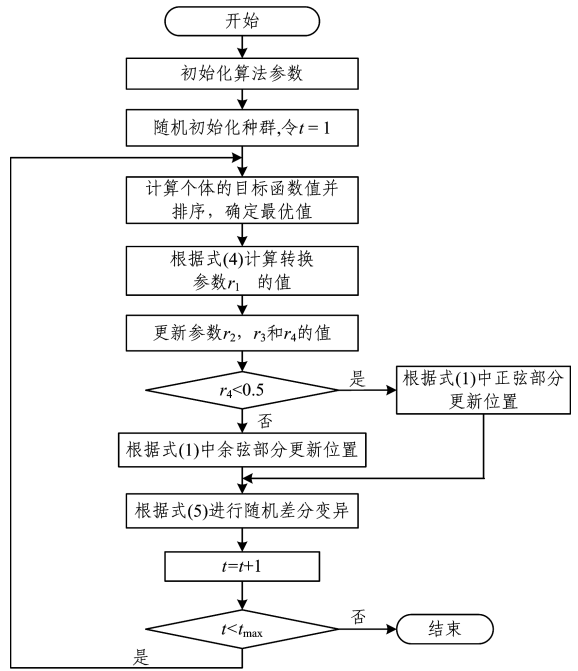 开始
初始化算法参数
随机初始化种群,令t = 1
计算个体的目标函数值并
排序，确定最优值
根据式(4)计算转换
参数r₁ 的值
更新参数r₂，r₃和r₄的值
r₄<0.5
是
根据式(1)中正弦部分
更新位置
否
根据式(1)中余弦部分更新位置
根据式(5)进行随机差分变异
t=t+1
t<tmax
否
结束
是